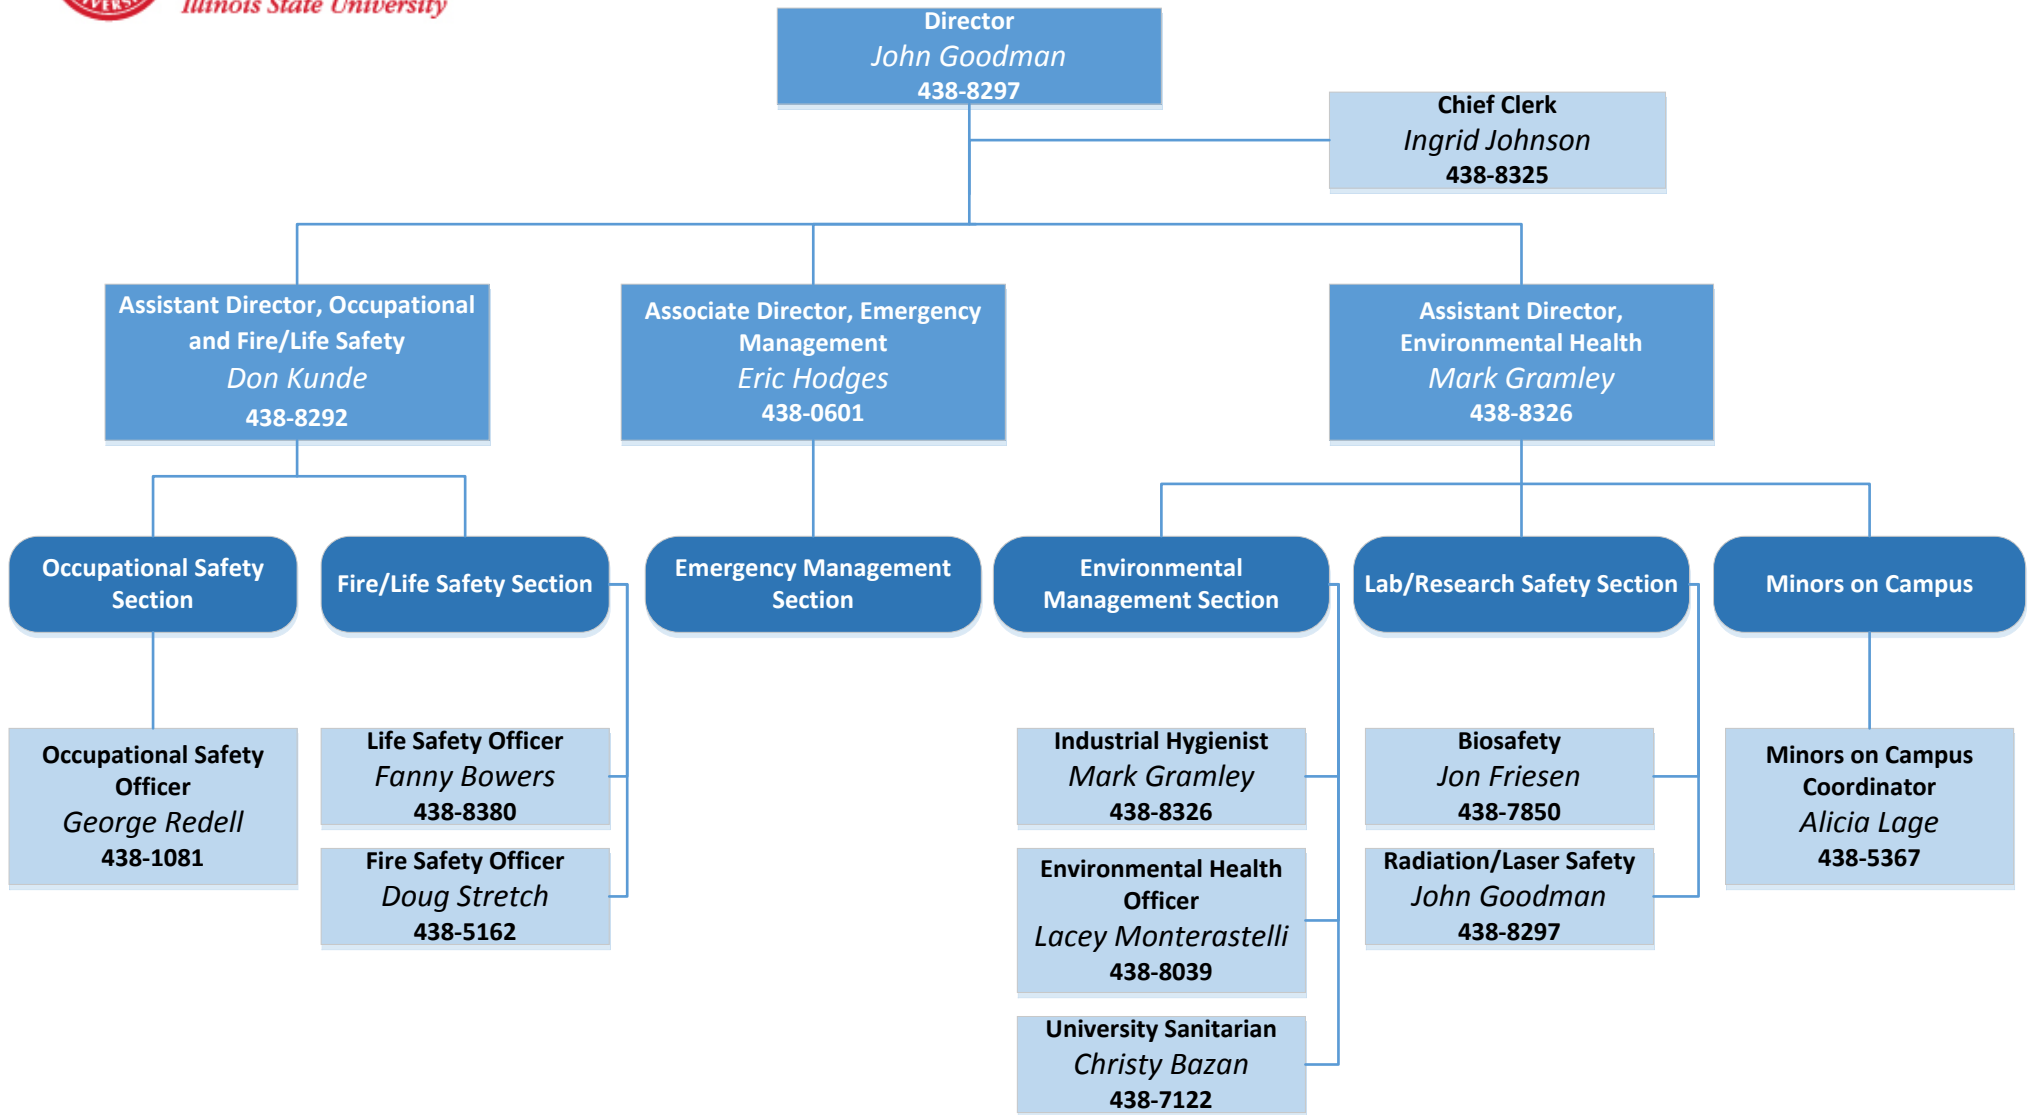 Illinois State University
Director
John Goodman
438-8297
Chief Clerk
Ingrid Johnson
438-8325
Assistant Director, Occupational
and Fire/Life Safety
Don Kunde
438-8292
Associate Director, Emergency
Management
Eric Hodges
438-0601
Assistant Director,
Environmental Health
Mark Gramley
438-8326
Occupational Safety
Section
Fire/Life Safety Section
Emergency Management
Section
Environmental
Management Section
Lab/Research Safety Section
Minors on Campus
Occupational Safety
Officer
George Redell
438-1081
Life Safety Officer
Fanny Bowers
438-8380
Fire Safety Officer
Doug Stretch
438-5162
Industrial Hygienist
Mark Gramley
438-8326
Environmental Health
Officer
Lacey Monterastelli
438-8039
University Sanitarian
Christy Bazan
438-7122
Biosafety
Jon Friesen
438-7850
Radiation/Laser Safety
John Goodman
438-8297
Minors on Campus
Coordinator
Alicia Lage
438-5367